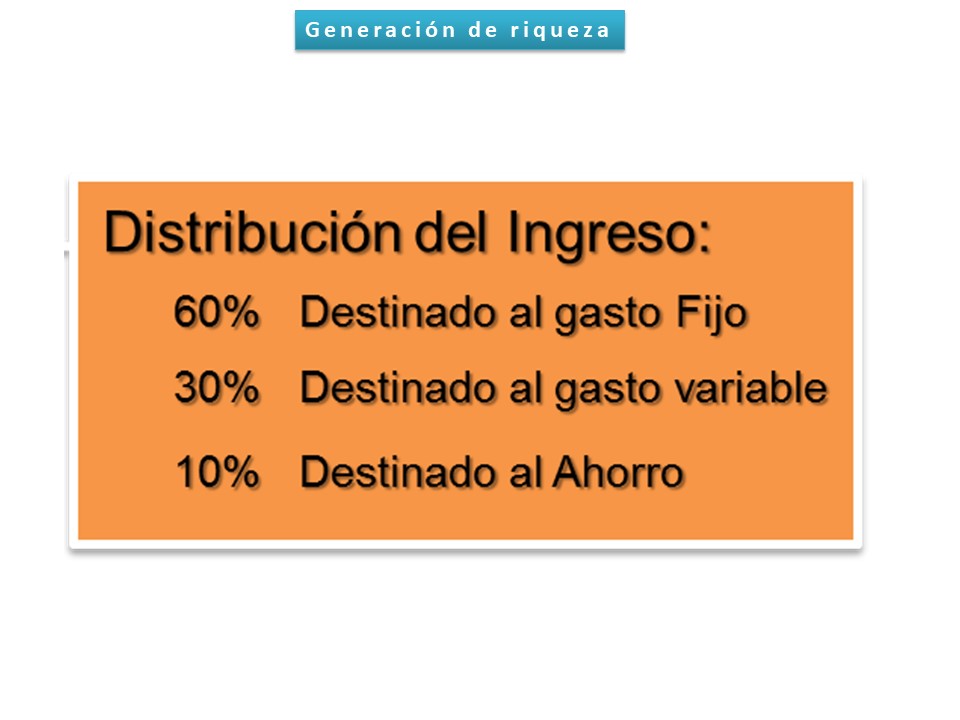 Generación de riqueza
Distribución del Ingreso:
60% Destinado al gasto Fijo
30% Destinado al gasto variable
10% Destinado al Ahorro